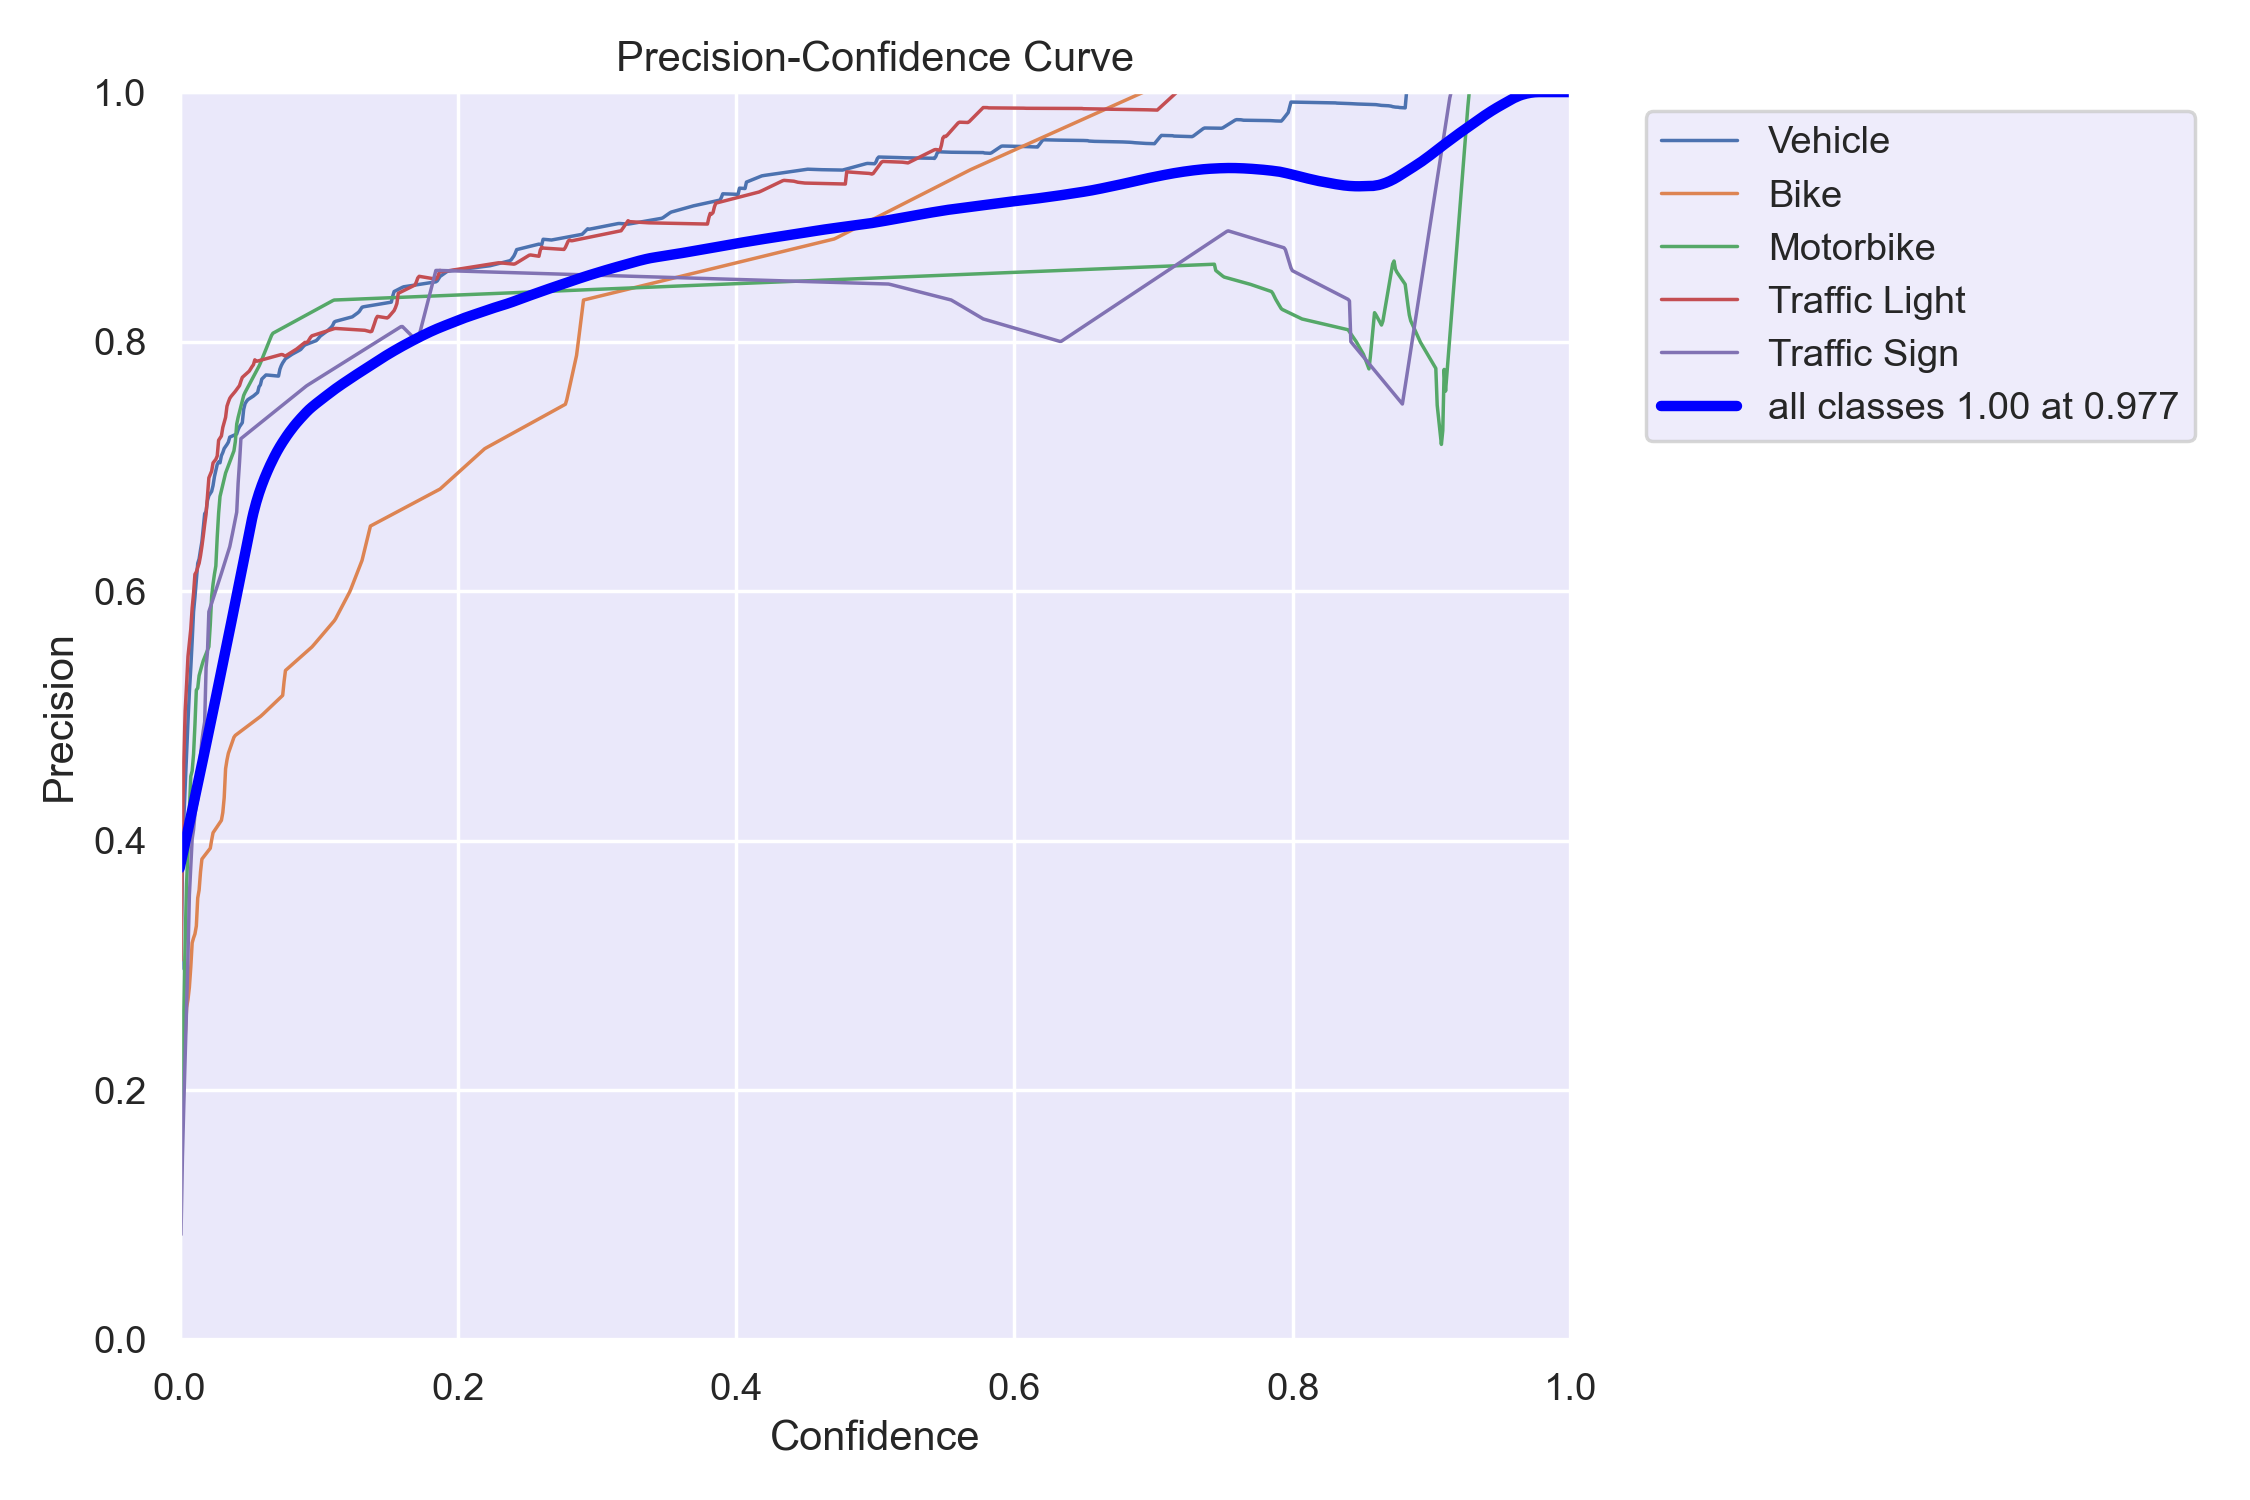 Precision-Confidence Curve
1.0
0.8
0.6
0.4
0.2
0.0
Precision
0.0 0.2 0.4 0.6 0.8 1.0
Confidence
Vehicle
Bike
Motorbike
Traffic Light
Traffic Sign
all classes 1.00 at 0.977